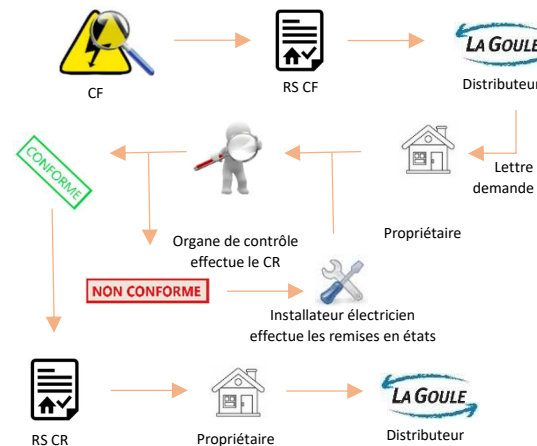 LA GOULE
CF
RS CF
Distributeur
CONFORME
Lettre
demande
Propriétaire
Organe de contrôle
effectue le CR
NON CONFORME
Installateur électricien
effectue les remises en états
LA GOULE
RS CR
Propriétaire
Distributeur